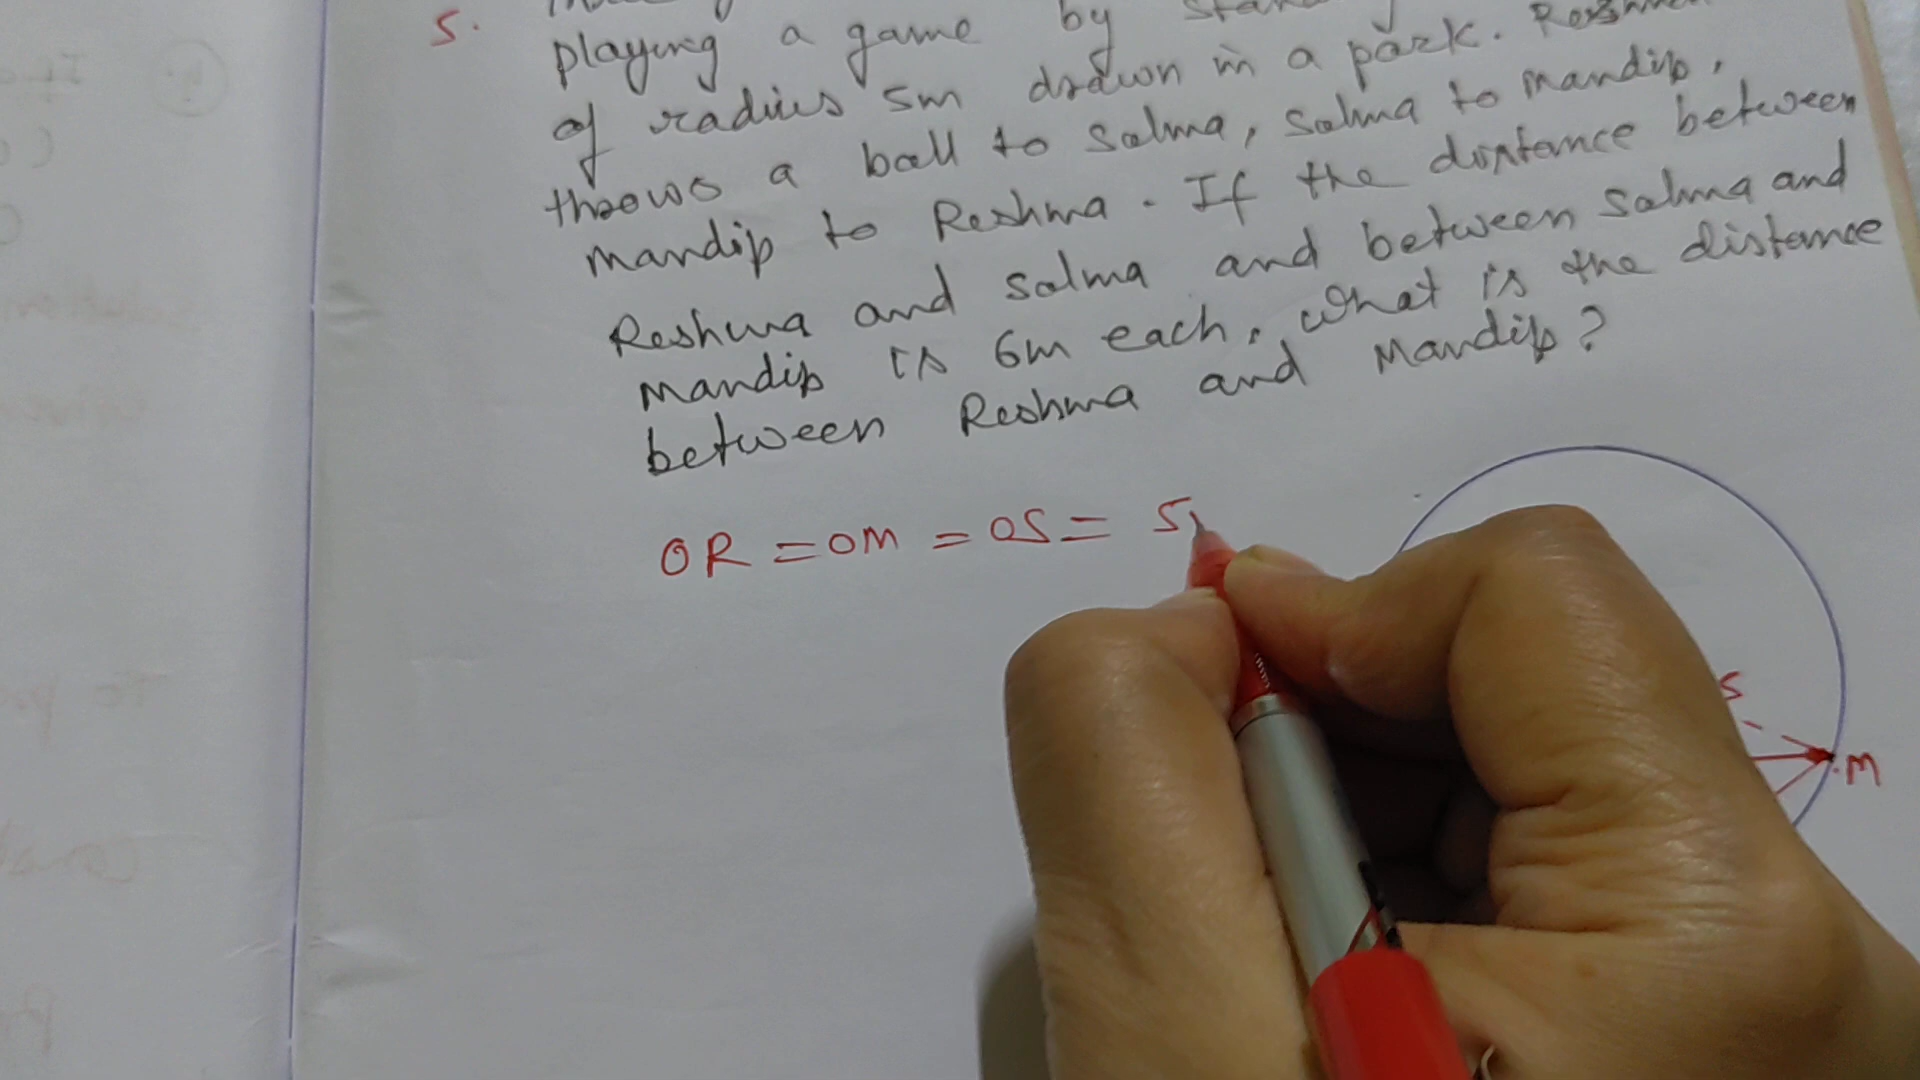 5.
playing a game by
of radius 5m drawn in a park. Reshma
throws a ball to Salma, Salma to Mandip,
Mandip to Reshma. If the distance between
Reshma and Salma and between Salma and
Mandip is 6m each, what is the distance
between Reshma and Mandip?
OR = OM = OS = 5
5
M